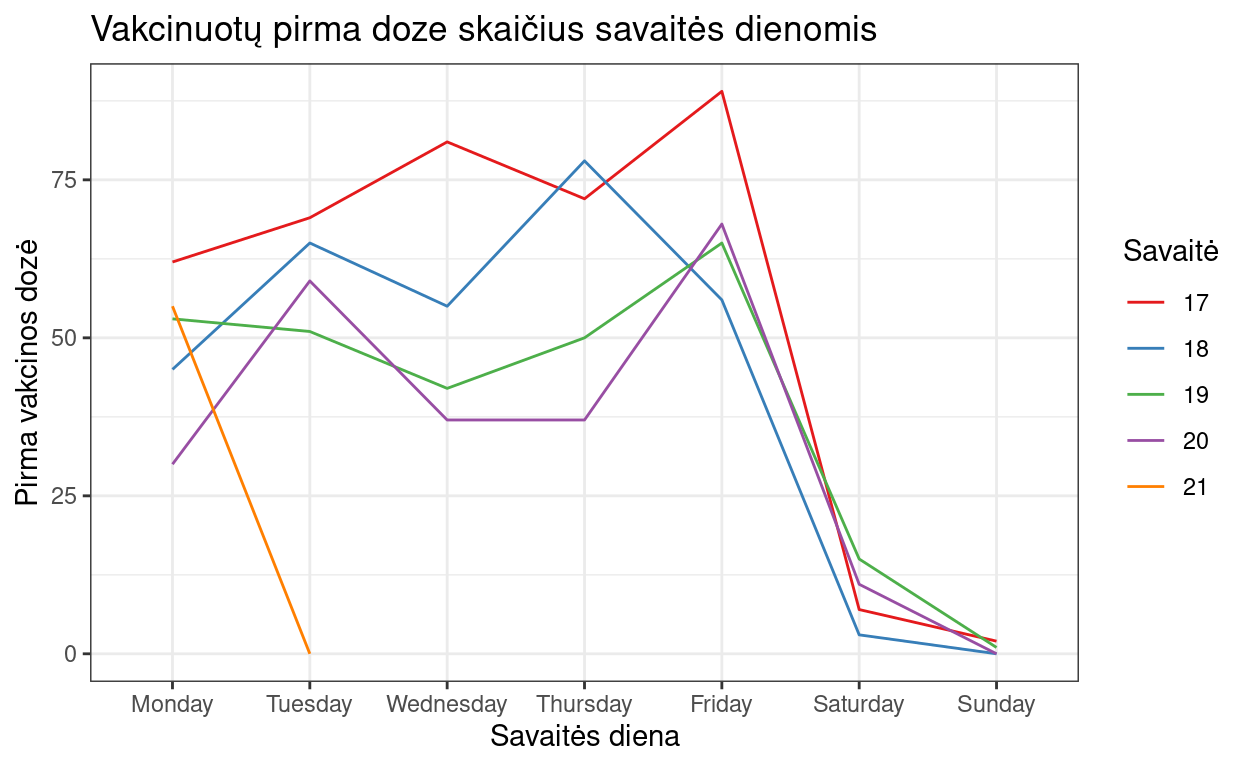 Vakcinuotų pirma doze skaičius savaitės dienomis
Pirma vakcinos dozė
75
50
25
0
Monday Tuesday Wednesday Thursday Friday Saturday Sunday
Savaitės diena
Savaitė
17
18
19
20
21